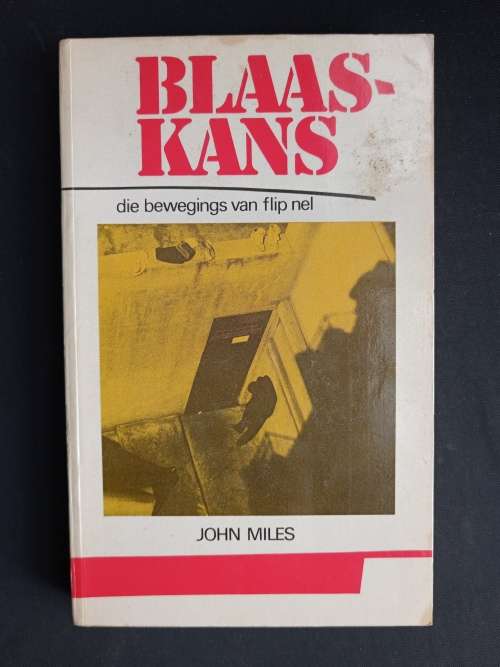 BLAAS-
KANS
die bewegings van flip nel
JOHN MILES